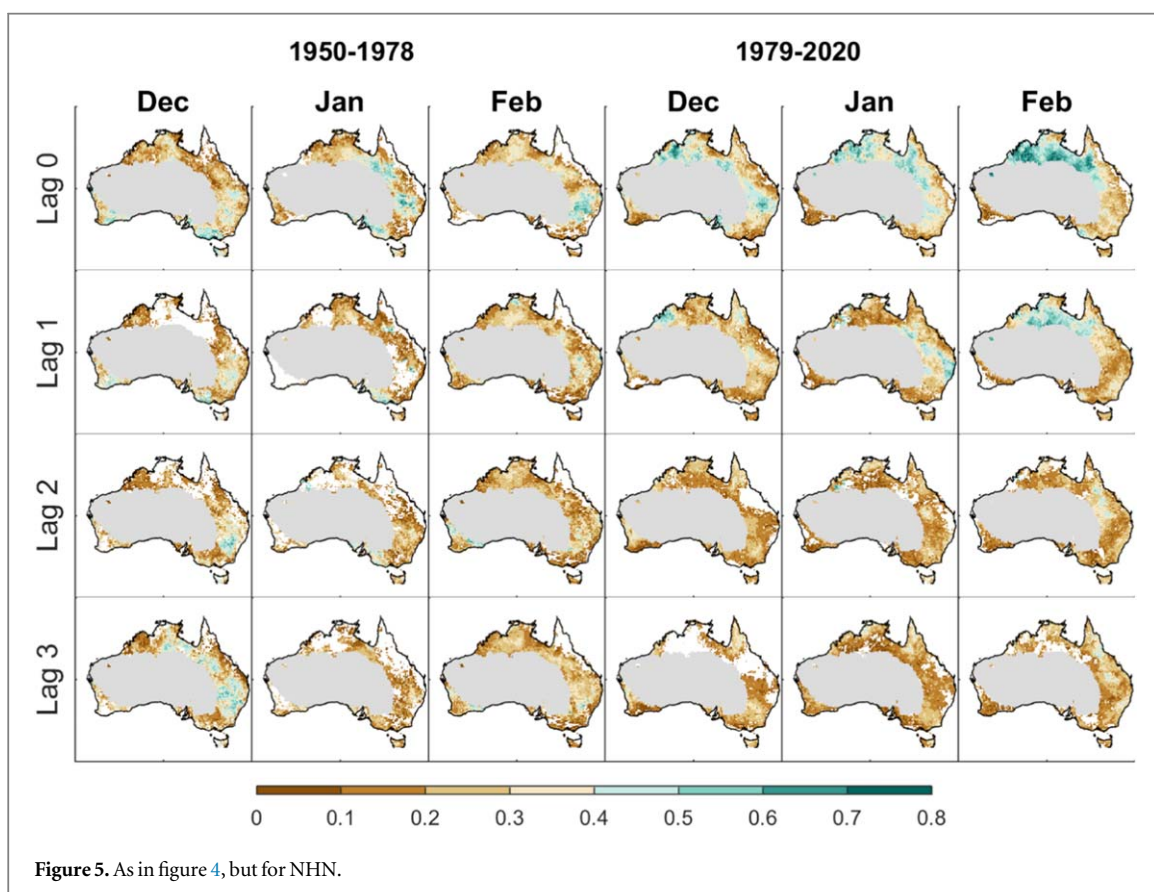 1950-1978 1979-2020
Dec Jan Feb Dec Jan Feb
Lag 0
Lag 1
Lag 2
Lag 3
0 0.1 0.2 0.3 0.4 0.5 0.6 0.7 0.8
Figure 5. As in figure 4, but for NHN.